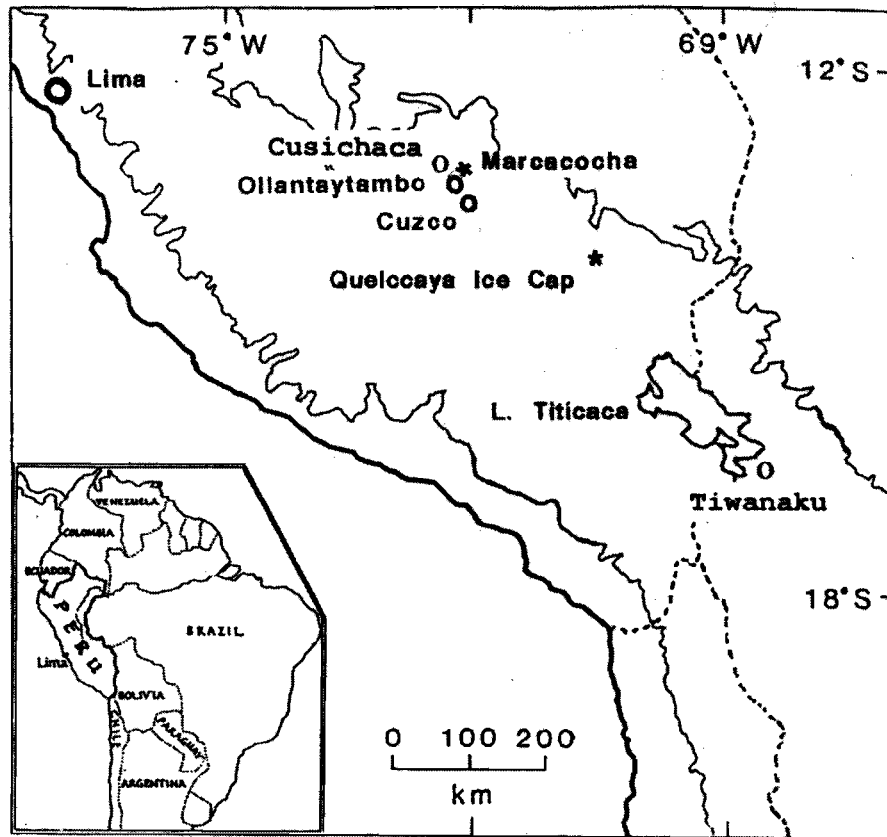 75°W
69°W
12°S
Lima
Cusichaca
Marcacocha
Ollantaytambo
Cuzco
Quelccaya Ice Cap
L. Titicaca
Tiwanaku
18°S
VENEZUELA
COLOMBIA
ECUADOR
PERU
BRAZIL
Lima
BOLIVIA
CHILE
PARAGUAY
ARGENTINA
0 100 200
km